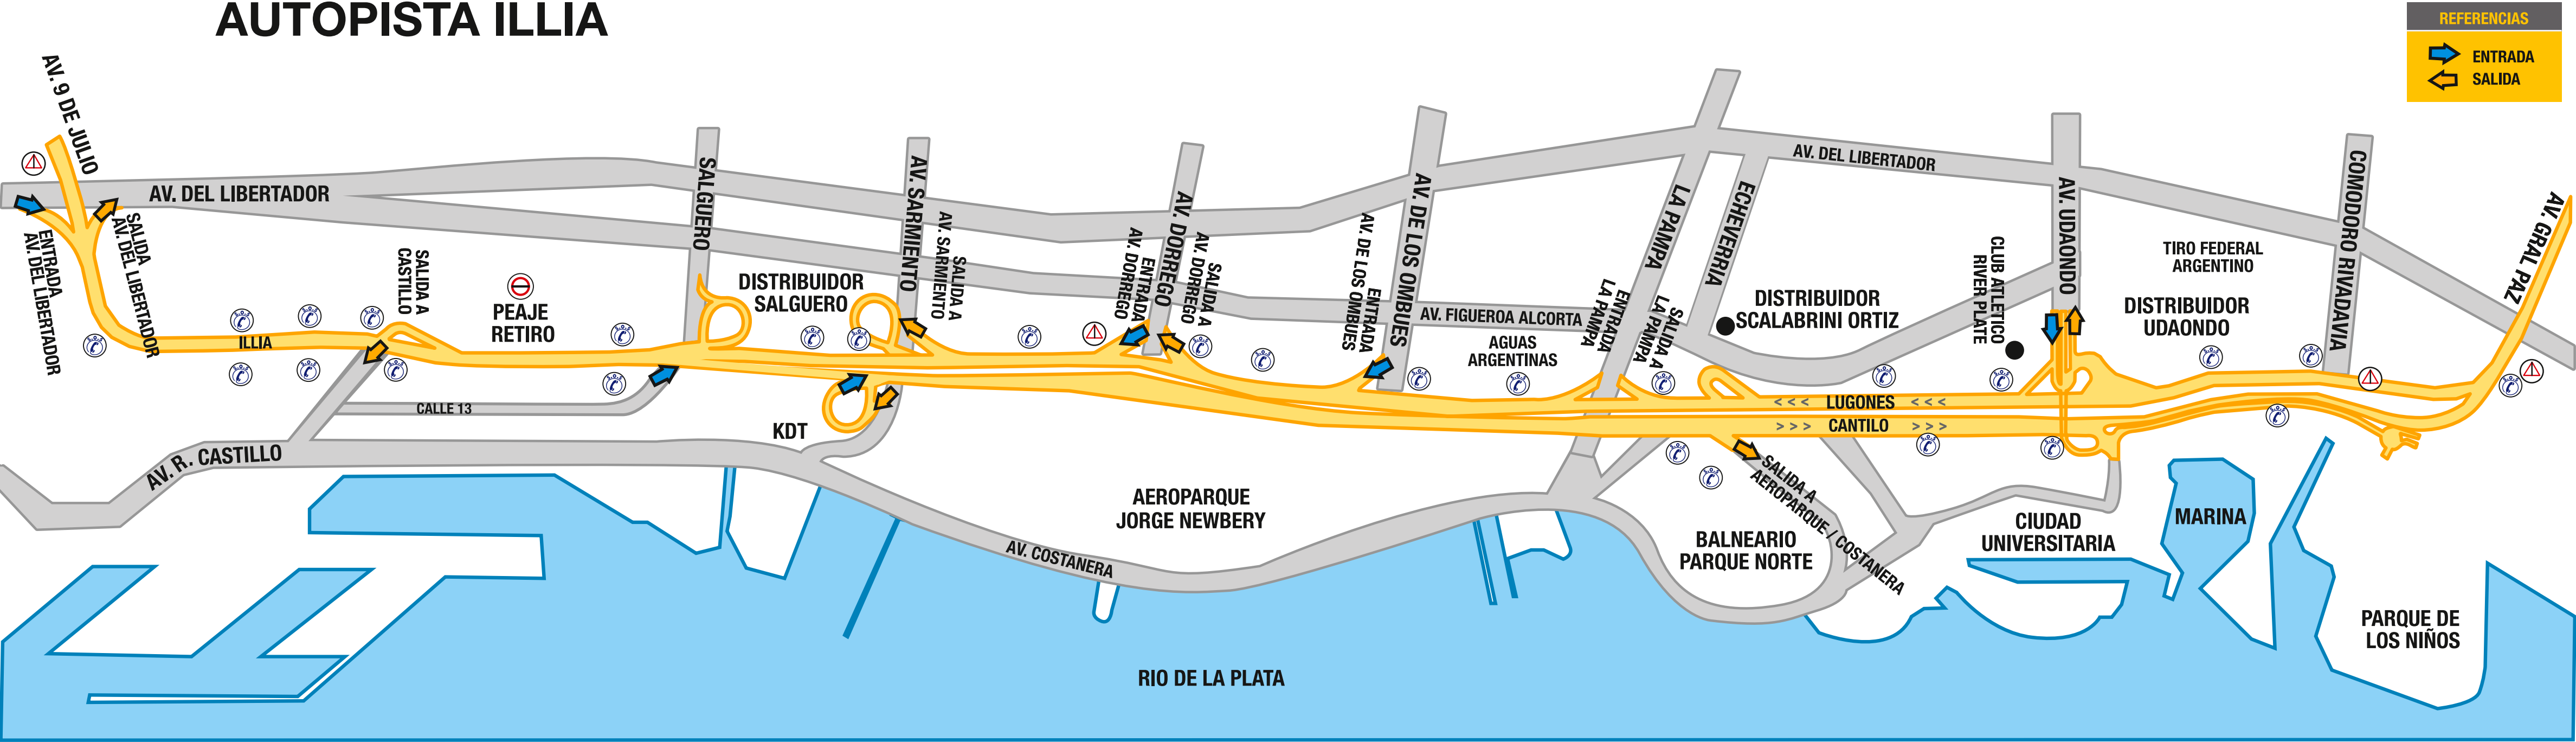 AUTOPISTA ILLIA
REFERENCIAS
ENTRADA
SALIDA
AV. 9 DE JULIO
AV. DEL LIBERTADOR
ENTRADA
AV. DEL LIBERTADOR
SALIDA
AV. DEL LIBERTADOR
ILLIA
SALIDA A
CASTILLO
PEAJE
RETIRO
CALLE 13
AV. R. CASTILLO
SALGUERO
DISTRIBUIDOR
SALGUERO
KDT
AV. SARMIENTO
SALIDA A
AV. SARMIENTO
ENTRADA
AV. DORREGO
AV. DORREGO
SALIDA A
AV. DORREGO
AEROPARQUE
JORGE NEWBERY
AV. COSTANERA
RIO DE LA PLATA
ENTRADA
AV. DE LOS OMBUES
AV. DE LOS OMBUES
AV. FIGUEROA ALCORTA
AGUAS
ARGENTINAS
ENTRADA
LA PAMPA
LA PAMPA
SALIDA A
LA PAMPA
ECHEVERRIA
AV. DEL LIBERTADOR
DISTRIBUIDOR
SCALABRINI ORTIZ
<<< LUGONES <<<
>>> CANTILO >>>
SALIDA A
AEROPARQUE / COSTANERA
BALNEARIO
PARQUE NORTE
CLUB ATLETICO
RIVER PLATE
AV. UDAONDO
TIRO FEDERAL
ARGENTINO
DISTRIBUIDOR
UDAONDO
COMODORO RIVADAVIA
AV. GRAL PAZ
CIUDAD
UNIVERSITARIA
MARINA
PARQUE DE
LOS NIÑOS